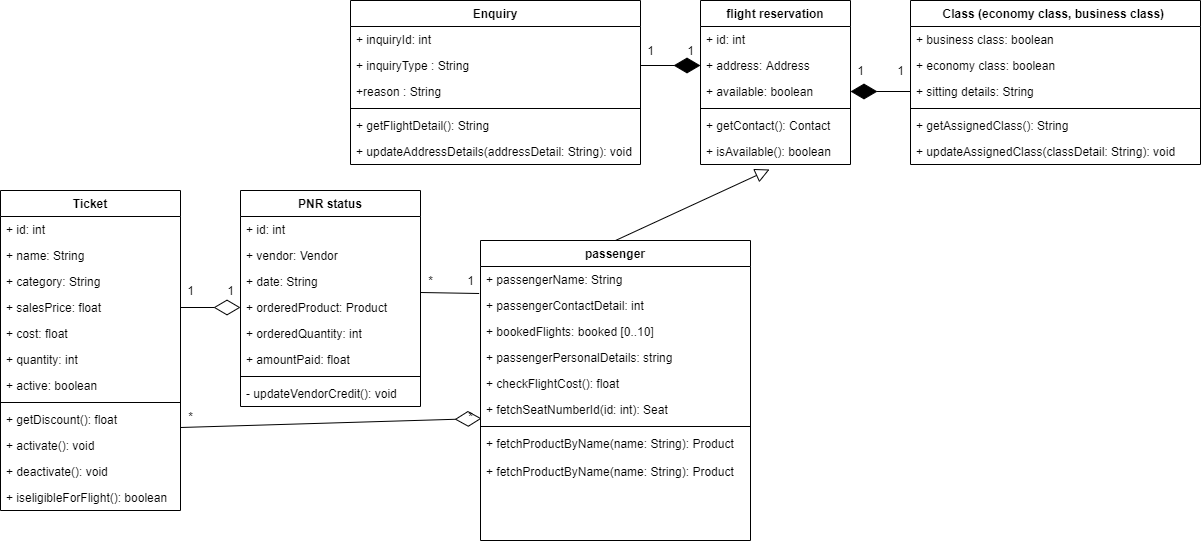 Enquiry
+ inquiryId: int
+ inquiryType : String
+reason : String
+ getFlightDetail(): String
+ updateAddressDetails(addressDetail: String): void
1
1
flight reservation
+ id: int
+ address: Address
+ available: boolean
+ getContact(): Contact
+ isAvailable(): boolean
1
1
Class (economy class, business class)
+ business class: boolean
+ economy class: boolean
+ sitting details: String
+ getAssignedClass(): String
+ updateAssignedClass(classDetail: String): void
Ticket
+ id: int
+ name: String
+ category: String
+ salesPrice: float
+ cost: float
+ quantity: int
+ active: boolean
+ getDiscount(): float
+ activate(): void
+ deactivate(): void
+ iseligibleForFlight(): boolean
1
1
PNR status
+ id: int
+ vendor: Vendor
+ date: String
+ orderedProduct: Product
+ orderedQuantity: int
+ amountPaid: float
- updateVendorCredit(): void
*
1
*
*
passenger
+ passengerName: String
+ passengerContactDetail: int
+ bookedFlights: booked [0..10]
+ passengerPersonalDetails: string
+ checkFlightCost(): float
+ fetchSeatNumberId(id: int): Seat
+ fetchProductByName(name: String): Product
+ fetchProductByName(name: String): Product